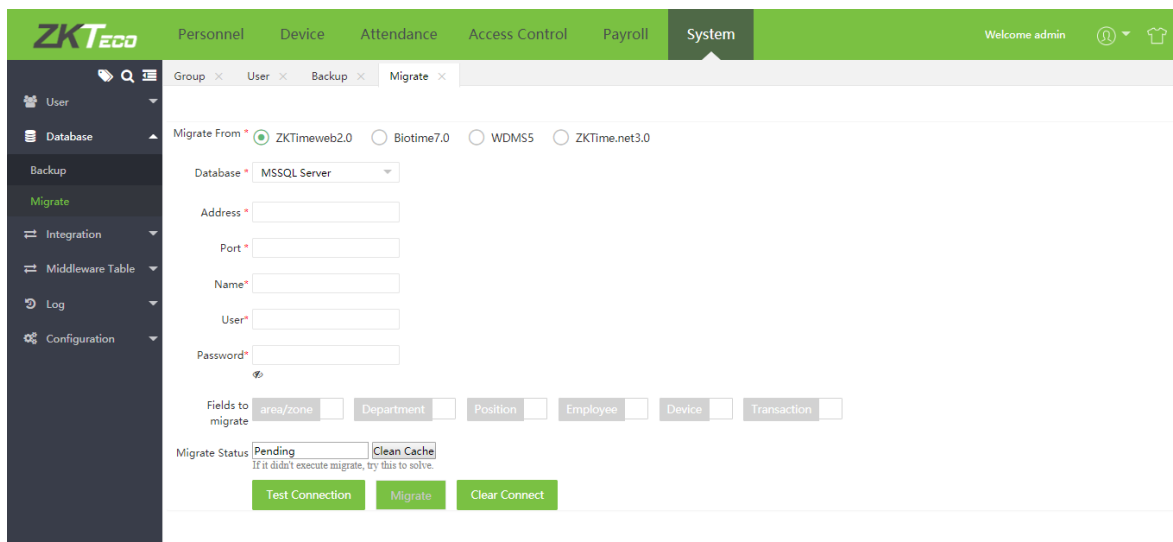 ZKTeco
Personnel Device Attendance Access Control Payroll System Welcome admin
Group × User × Backup × Migrate ×
User
Database
Backup
Migrate
Integration
Middleware Table
Log
Configuration
Migrate From * ZKTimeweb2.0 Biotime7.0 WDMS5 ZKTime.net3.0
Database * MSSQL Server
Address *
Port *
Name*
User*
Password*
Fields to
migrate area/zone Department Position Employee Device Transaction
Migrate Status Pending Clean Cache
If it didn't execute migrate, try this to solve.
Test Connection Migrate Clear Connect